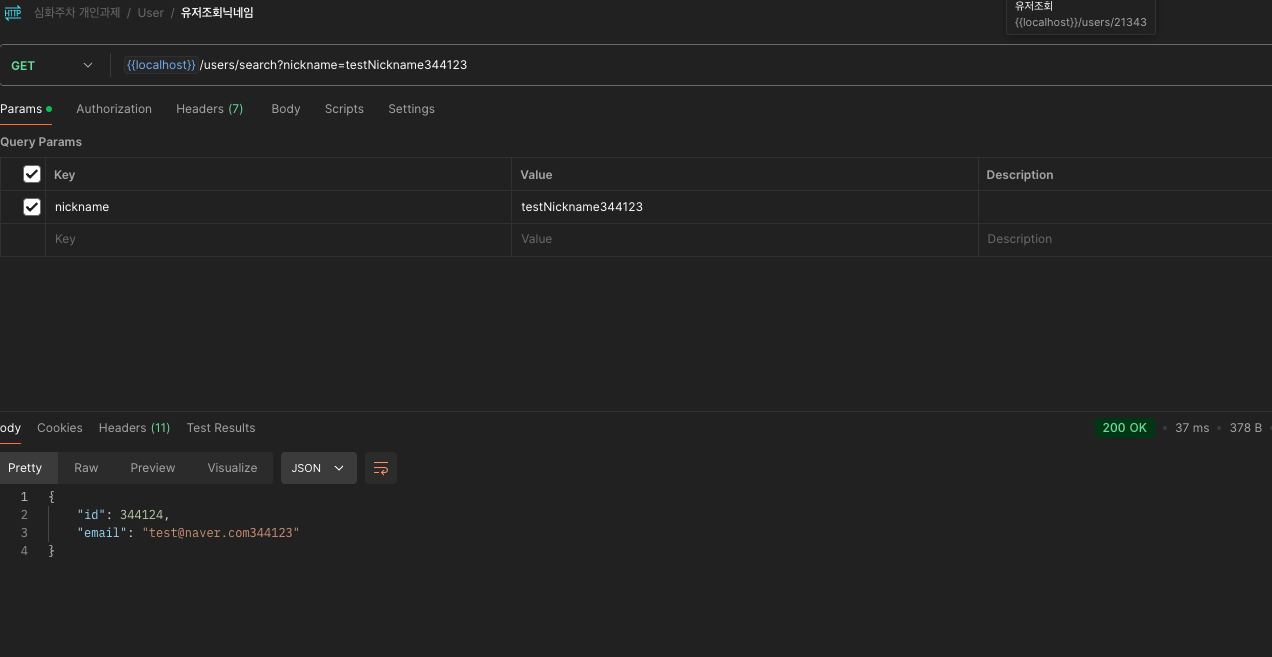 HTTP 심화주차 개인과제 / User / 유저조회닉네임
유저조회
{{localhost}}/users/21343
GET {{localhost}} /users/search?nickname=testNickname344123
Params Authorization Headers (7) Body Scripts Settings
Query Params
Key Value Description
nickname testNickname344123
Key Value Description
ody Cookies Headers (11) Test Results 200 OK • 37 ms • 378 B
Pretty Raw Preview Visualize JSON
1 {
2 "id": 344124,
3 "email": "test@naver.com344123"
4 }